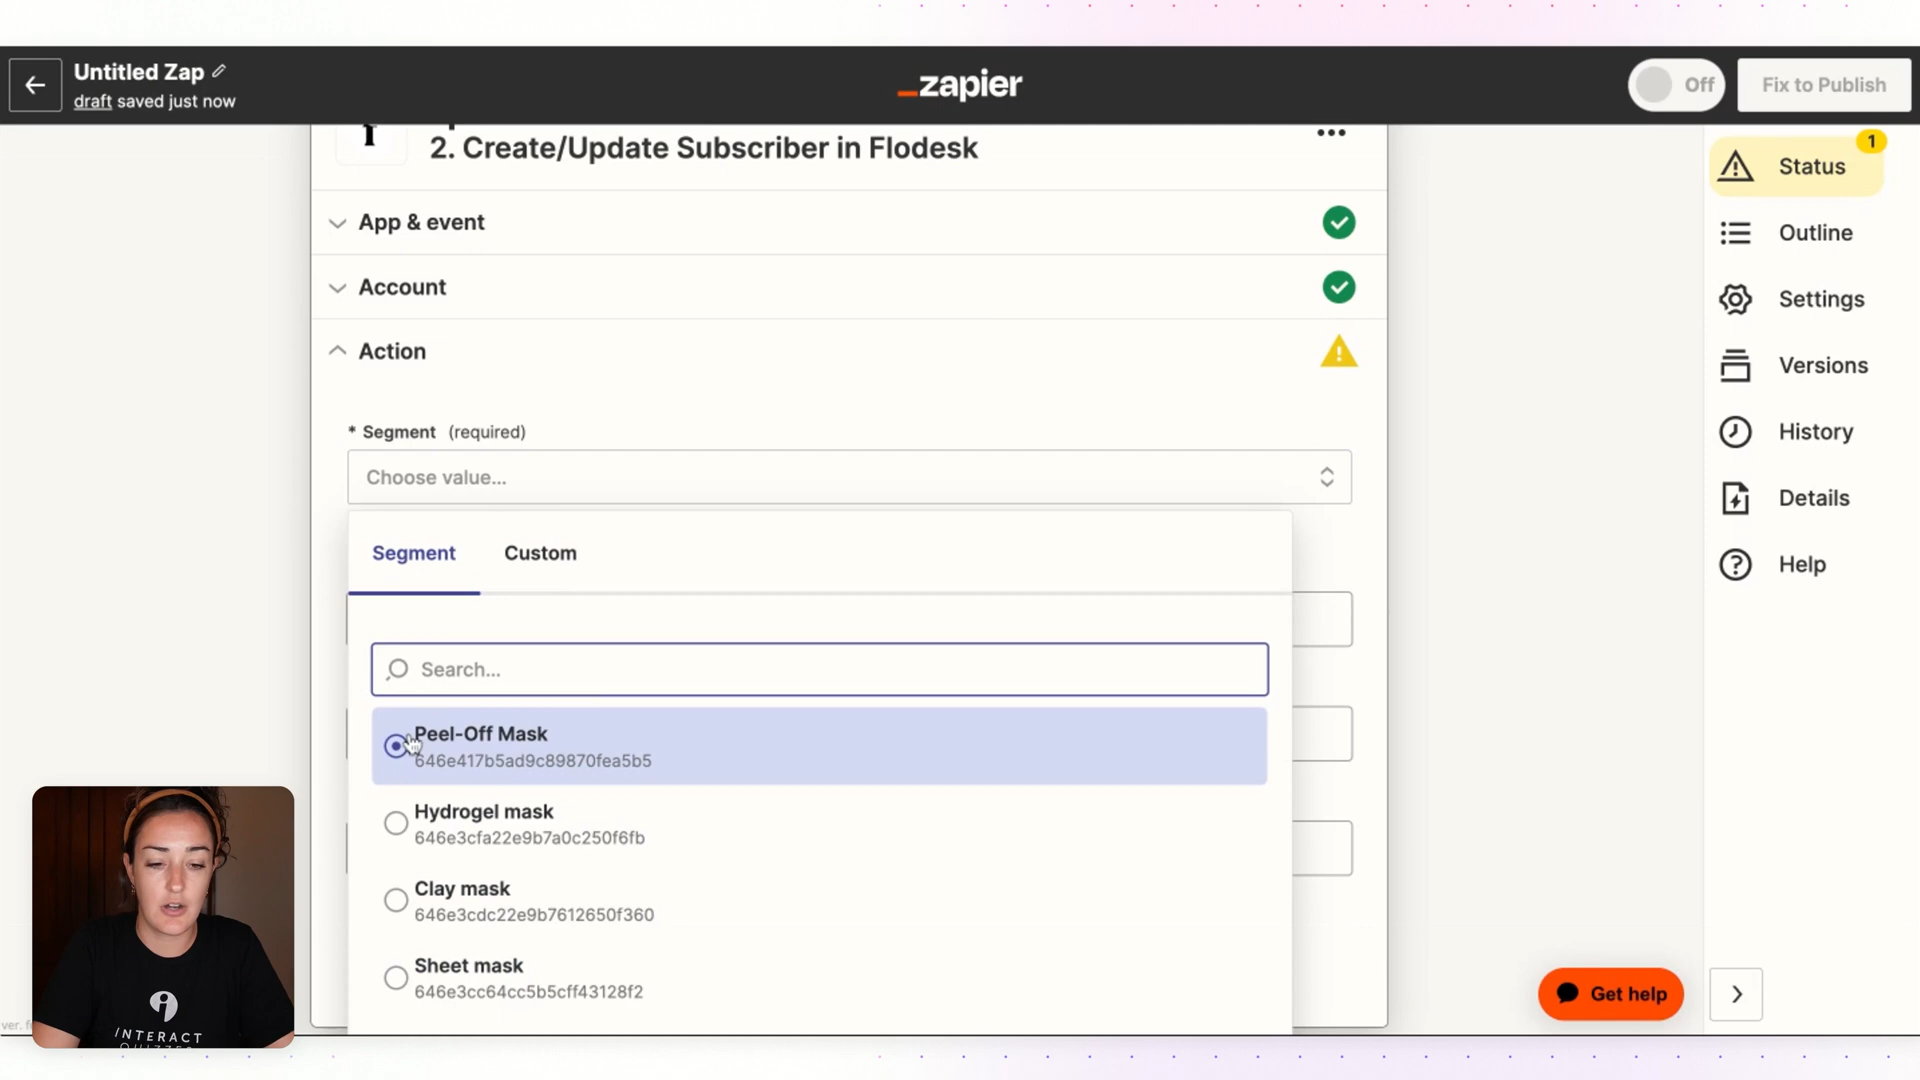 Untitled Zap
draft saved just now
zapier
Off
Fix to Publish
2. Create/Update Subscriber in Flodesk
App & event
Account
Action
* Segment (required)
Choose value...
Segment
Custom
Search...
Peel-Off Mask
646e417b5ad9c89870fea5b5
Hydrogel mask
646e3cfa22e9b7a0c250f6fb
Clay mask
646e3cdc22e9b7612650f360
Sheet mask
646e3cc64cc5b5cff43128f2
1
Status
Outline
Settings
Versions
History
Details
Help
Get help
ver.
INTERACT